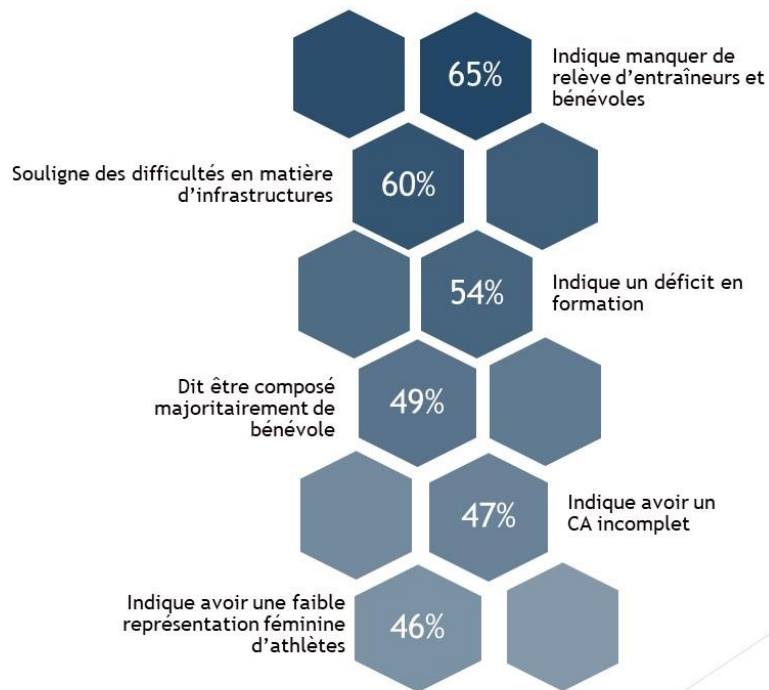 65%
Indique manquer de
relève d'entraîneurs et
bénévoles
Souligne des difficultés en matière
d'infrastructures
60%
54%
Indique un déficit en
formation
Dit être composé
majoritairement de
bénévole
49%
47%
Indique avoir un
CA incomplet
Indique avoir une faible
représentation féminine
d'athlètes
46%